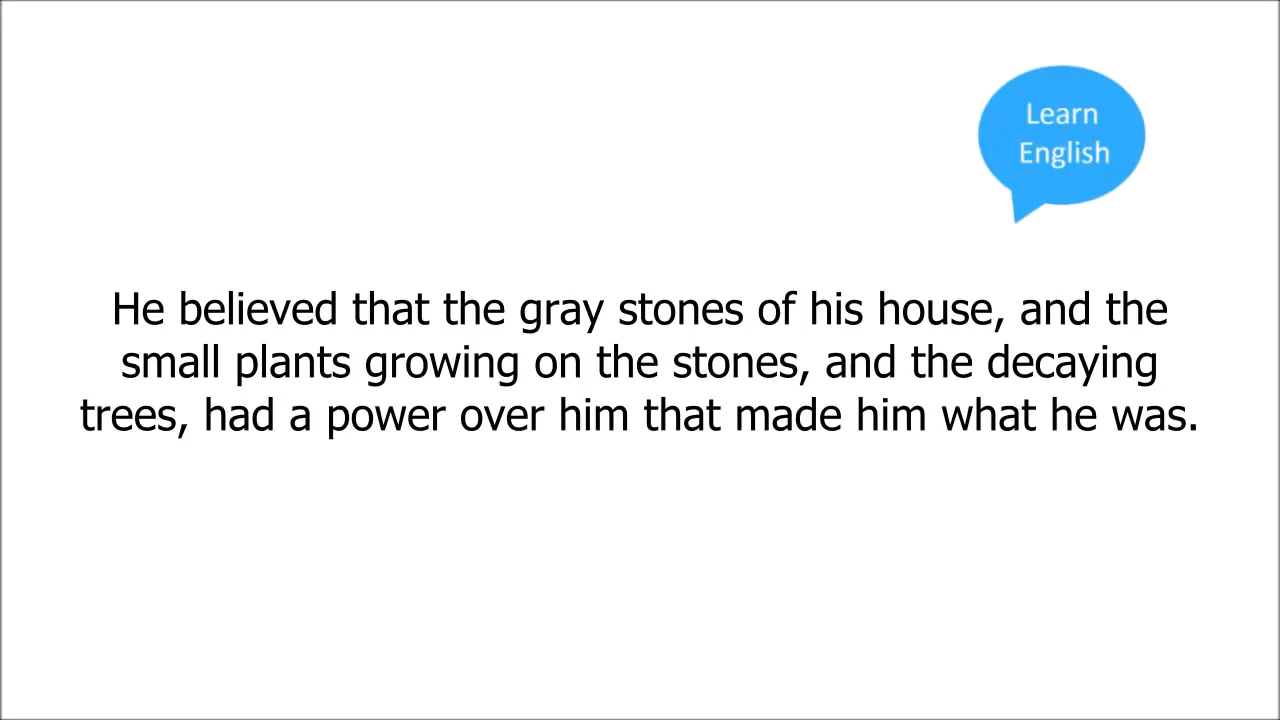 Learn
English
He believed that the gray stones of his house, and the
small plants growing on the stones, and the decaying
trees, had a power over him that made him what he was.